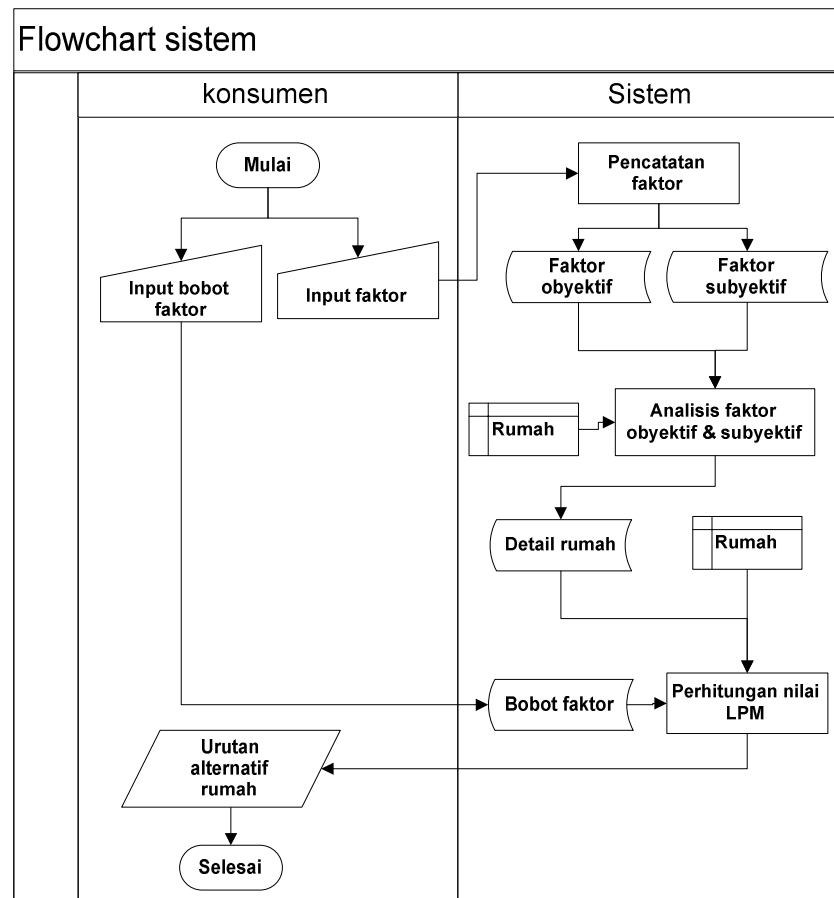 Flowchart sistem
konsumen
Sistem
Mulai
Pencatatan
faktor
Input bobot
faktor
Input faktor
Faktor
obyektif
Faktor
subyektif
Rumah
Analisis faktor
obyektif & subyektif
Detail rumah
Rumah
Bobot faktor
Perhitungan nilai
LPM
Urutan
alternatif
rumah
Selesai